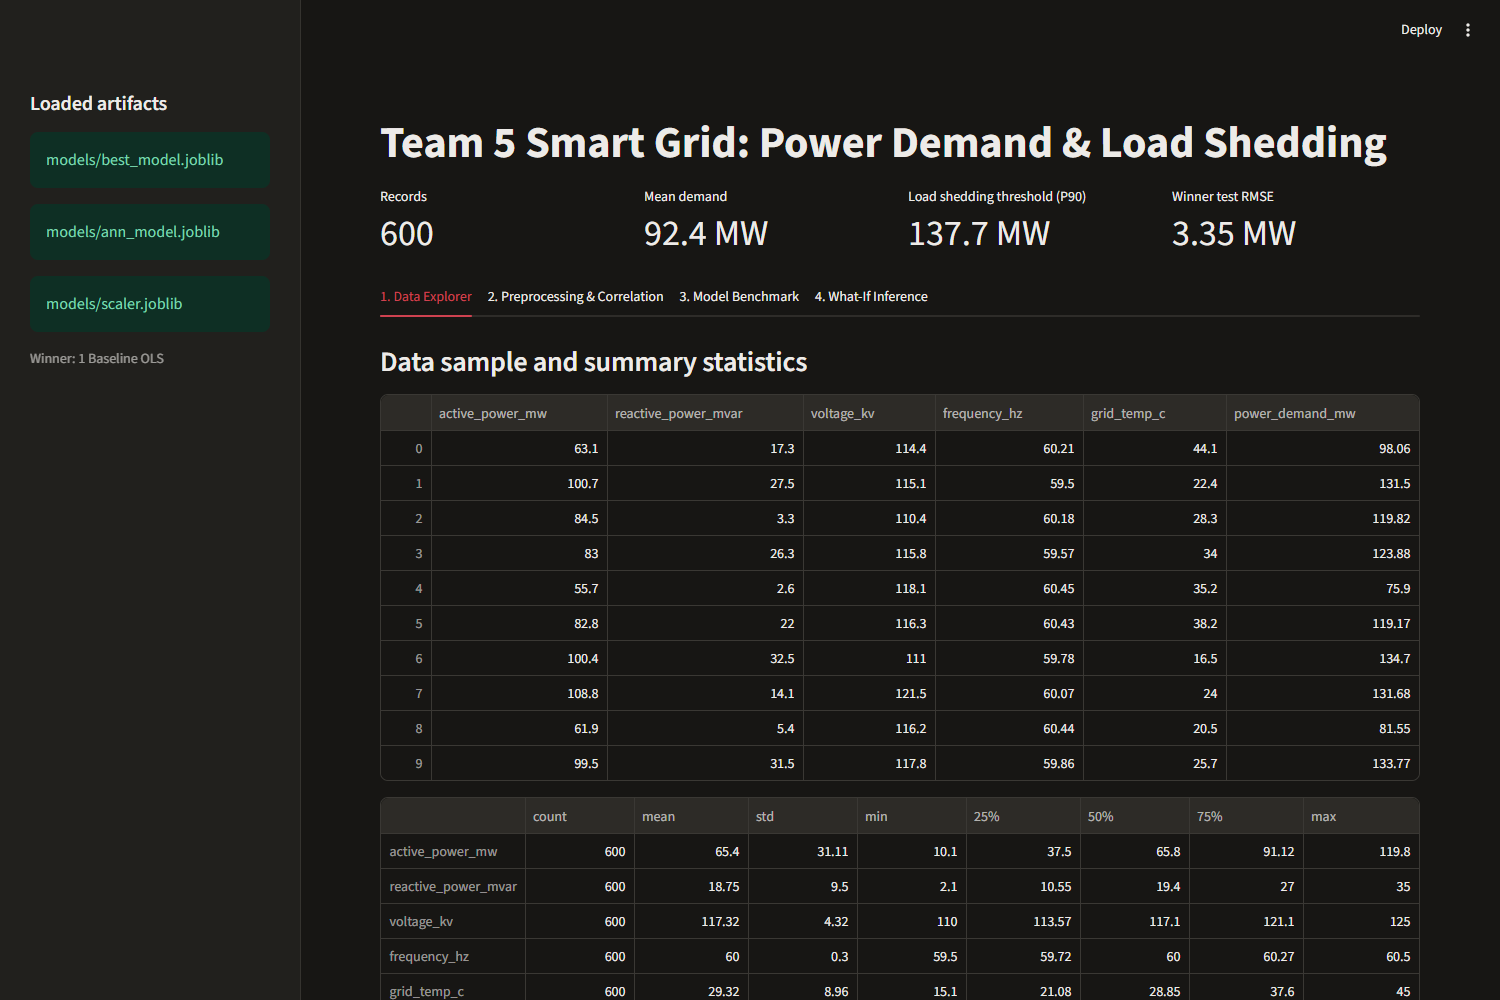 Deploy
Loaded artifacts
models/best_model.joblib
models/ann_model.joblib
models/scaler.joblib
Winner: 1 Baseline OLS
Team 5 Smart Grid: Power Demand & Load Shedding
Records Mean demand Load shedding threshold (P90) Winner test RMSE
600 92.4 MW 137.7 MW 3.35 MW
1. Data Explorer 2. Preprocessing & Correlation 3. Model Benchmark 4. What-If Inference
Data sample and summary statistics
active_power_mw reactive_power_mvar voltage_kv frequency_hz grid_temp_c power_demand_mw
0 63.1 17.3 114.4 60.21 44.1 98.06
1 100.7 27.5 115.1 59.5 22.4 131.5
2 84.5 3.3 110.4 60.18 28.3 119.82
3 83 26.3 115.8 59.57 34 123.88
4 55.7 2.6 118.1 60.45 35.2 75.9
5 82.8 22 116.3 60.43 38.2 119.17
6 100.4 32.5 111 59.78 16.5 134.7
7 108.8 14.1 121.5 60.07 24 131.68
8 61.9 5.4 116.2 60.44 20.5 81.55
9 99.5 31.5 117.8 59.86 25.7 133.77
count mean std min 25% 50% 75% max
active_power_mw 600 65.4 31.11 10.1 37.5 65.8 91.12 119.8
reactive_power_mvar 600 18.75 9.5 2.1 10.55 19.4 27 35
voltage_kv 600 117.32 4.32 110 113.57 117.1 121.1 125
frequency_hz 600 60 0.3 59.5 59.72 60 60.27 60.5
grid_temp_c 600 29.32 8.96 15.1 21.08 28.85 37.6 45